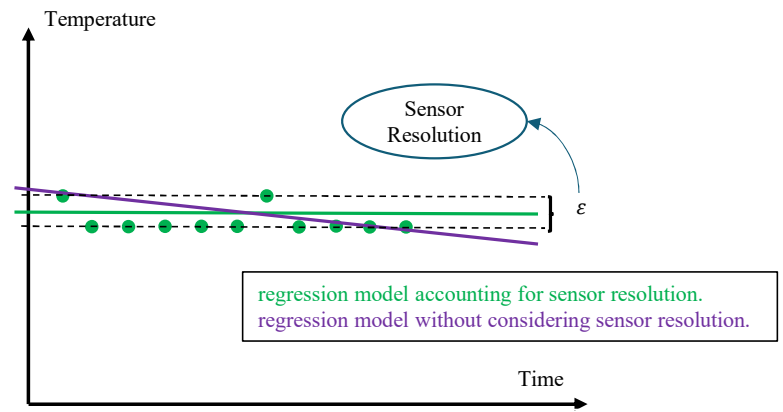 Temperature
Sensor
Resolution
ε
regression model accounting for sensor resolution.
regression model without considering sensor resolution.
Time